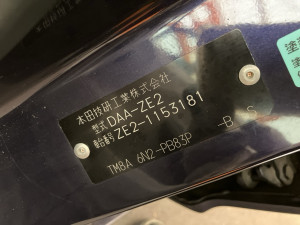 本田技研工業株式会社
型式 DAA-ZE2
車台番号 ZE2-1153181
TM8A 6N2-PB83P -B S